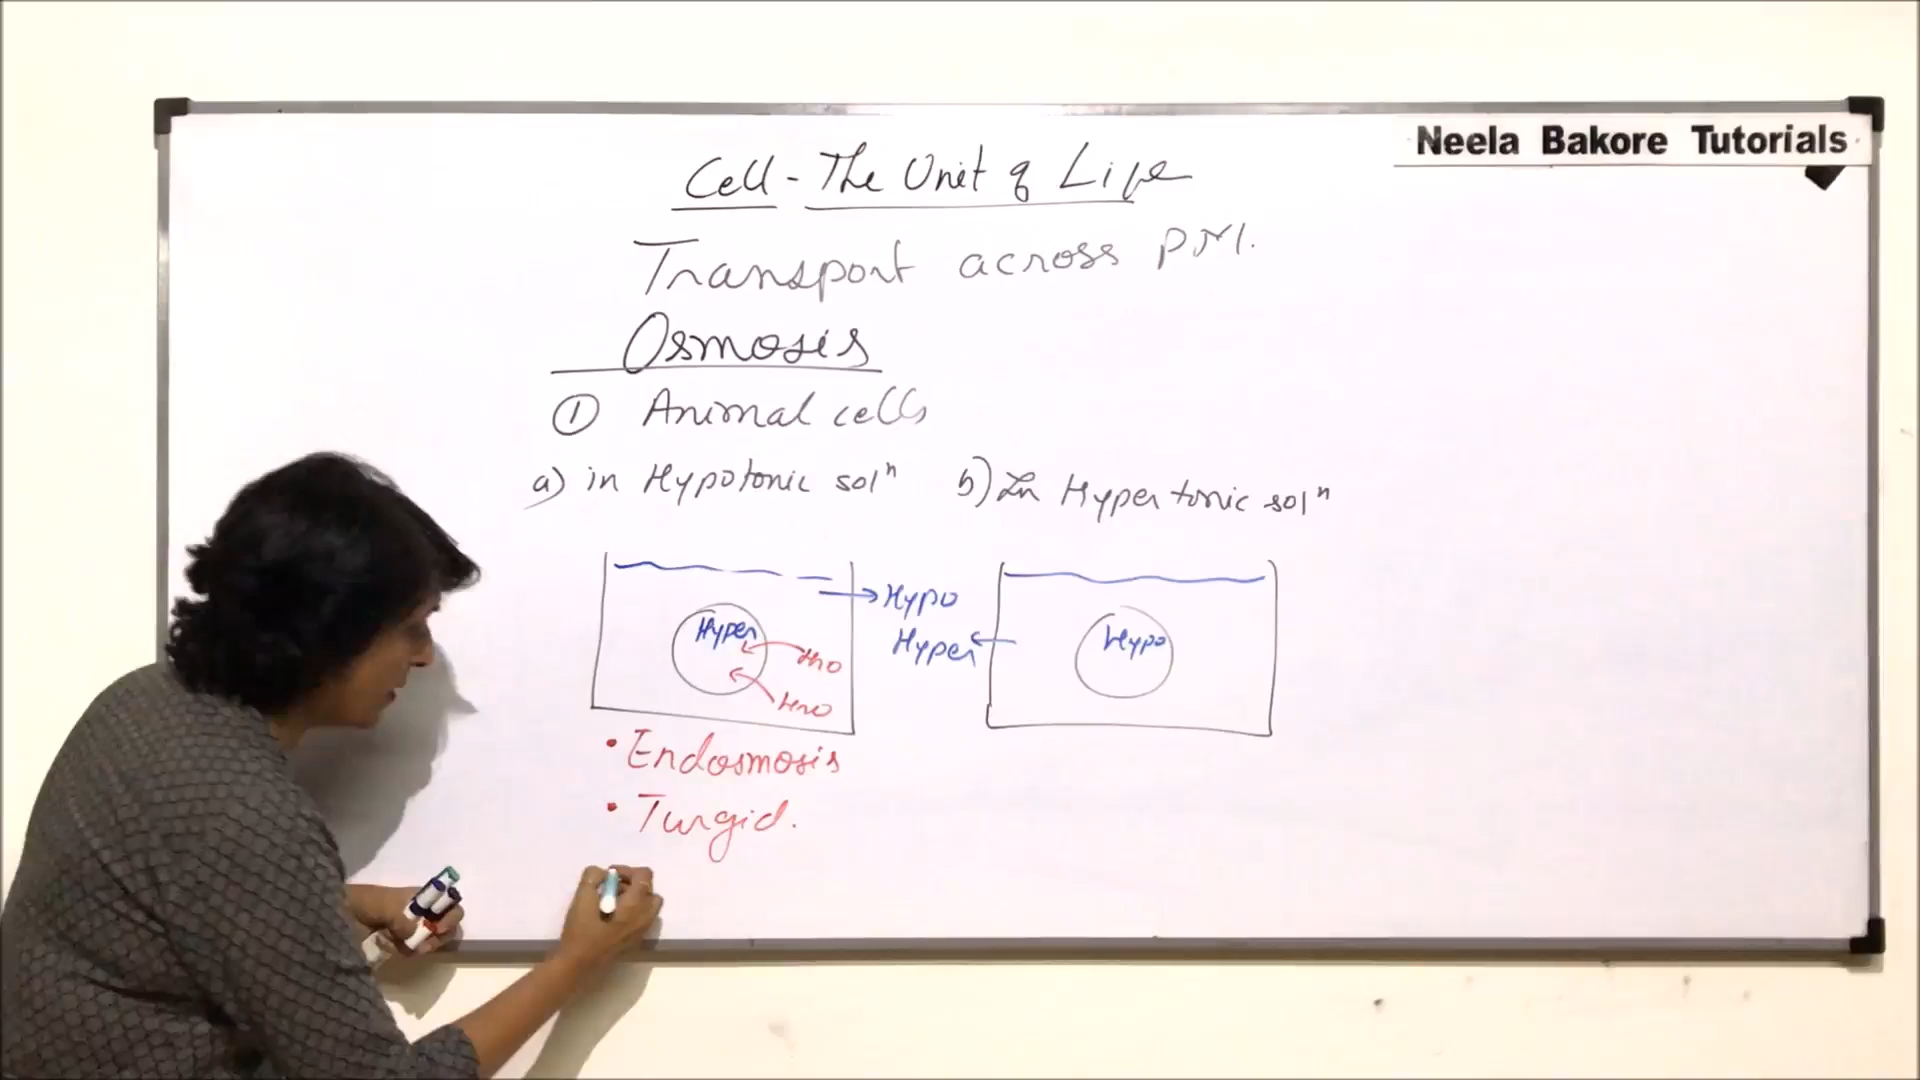 Neela Bakore Tutorials
Cell - The Unit of Life
Transport across P.M.
Osmosis
① Animal cells
a) in Hypotonic solⁿ
b) In Hypertonic solⁿ
Hyper
H2O
H2O
Hypo
Hyper
Hypo
• Endosmosis
• Turgid.